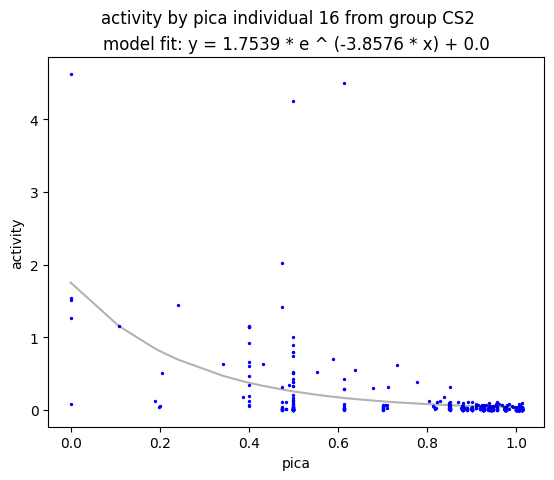 activity by pica individual 16 from group CS2
model fit: y = 1.7539 * e ^ (-3.8576 * x) + 0.0
4
3
2
1
0
activity
0.0 0.2 0.4 0.6 0.8 1.0
pica